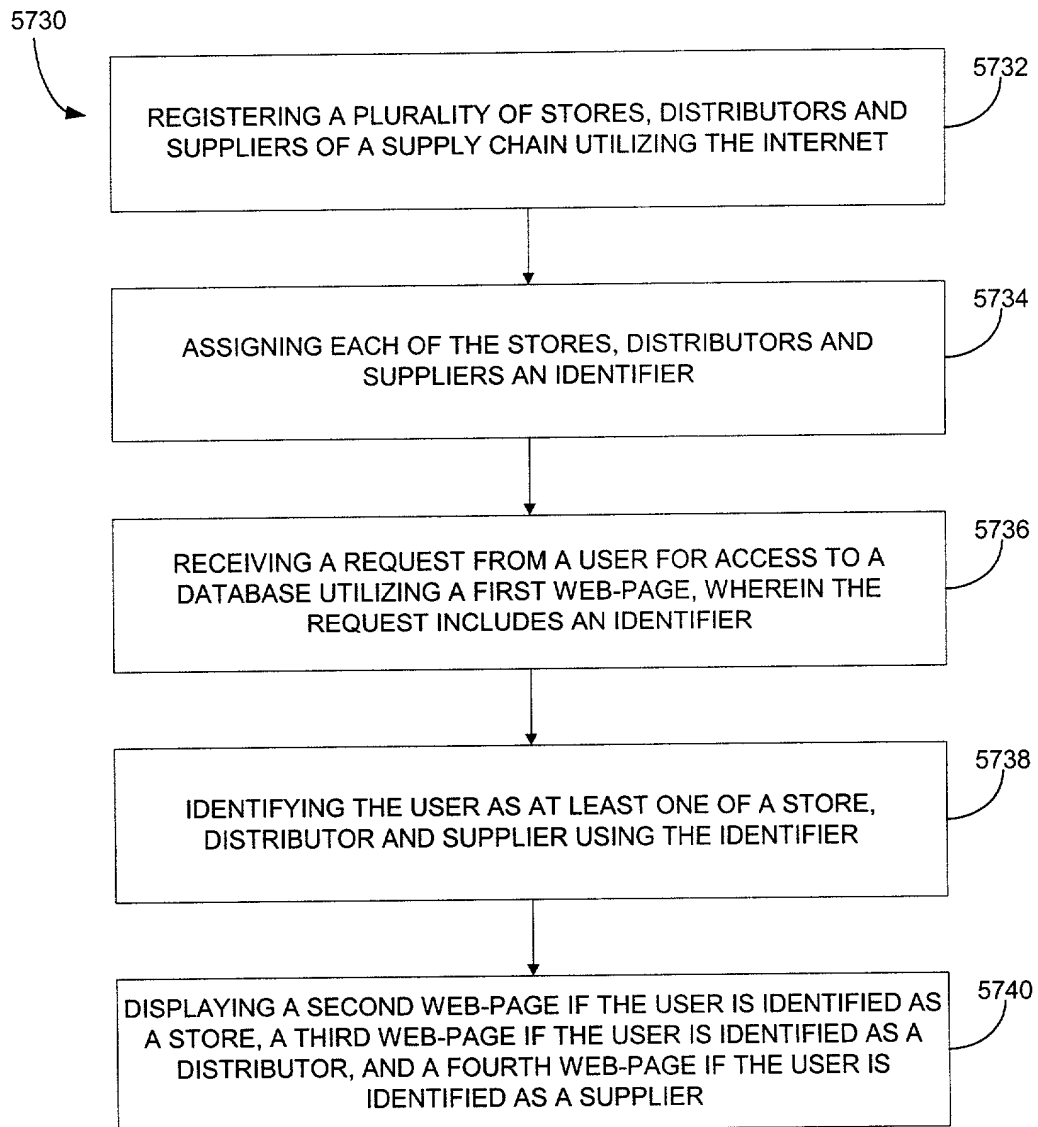 5730
5732
REGISTERING A PLURALITY OF STORES, DISTRIBUTORS AND
SUPPLIERS OF A SUPPLY CHAIN UTILIZING THE INTERNET
5734
ASSIGNING EACH OF THE STORES, DISTRIBUTORS AND
SUPPLIERS AN IDENTIFIER
5736
RECEIVING A REQUEST FROM A USER FOR ACCESS TO A
DATABASE UTILIZING A FIRST WEB-PAGE, WHEREIN THE
REQUEST INCLUDES AN IDENTIFIER
5738
IDENTIFYING THE USER AS AT LEAST ONE OF A STORE,
DISTRIBUTOR AND SUPPLIER USING THE IDENTIFIER
5740
DISPLAYING A SECOND WEB-PAGE IF THE USER IS IDENTIFIED AS
A STORE, A THIRD WEB-PAGE IF THE USER IS IDENTIFIED AS A
DISTRIBUTOR, AND A FOURTH WEB-PAGE IF THE USER IS
IDENTIFIED AS A SUPPLIER